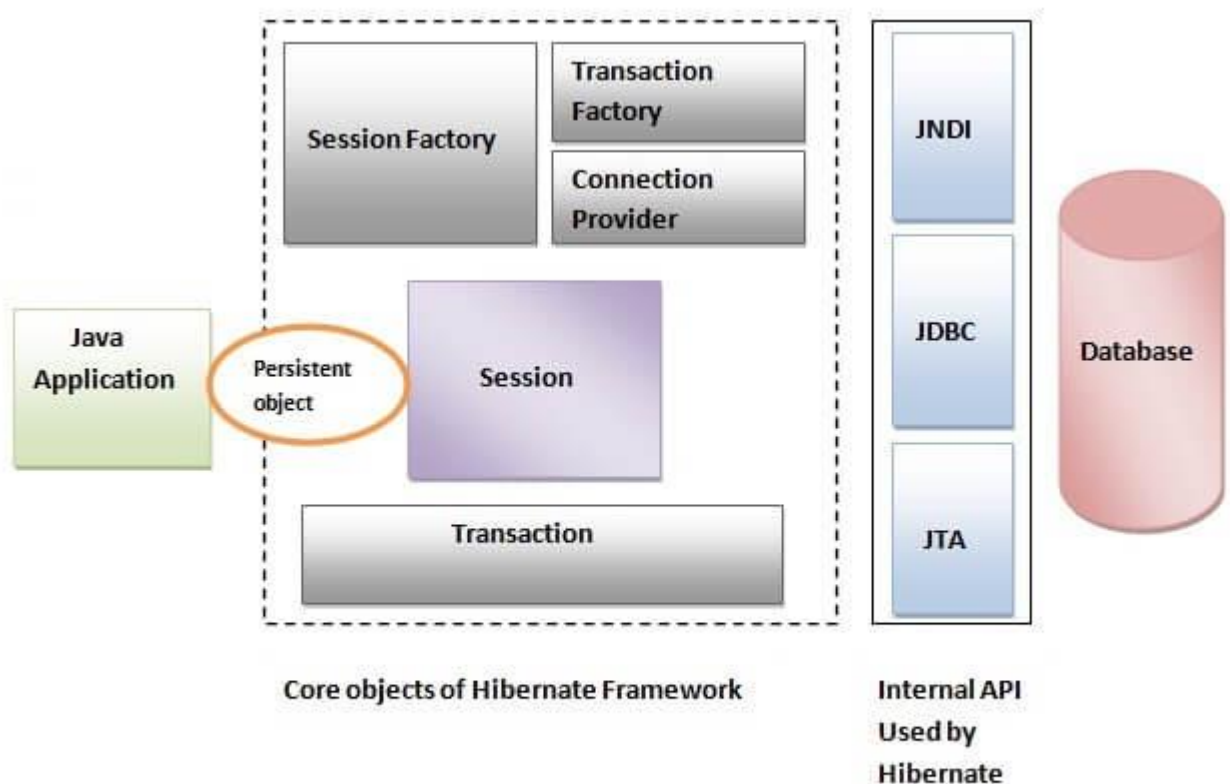 Session Factory
Transaction
Factory
Connection
Provider
JNDI
Java
Application
Persistent
object
Session
JDBC
Database
Transaction
JTA
Core objects of Hibernate Framework
Internal API
Used by
Hibernate